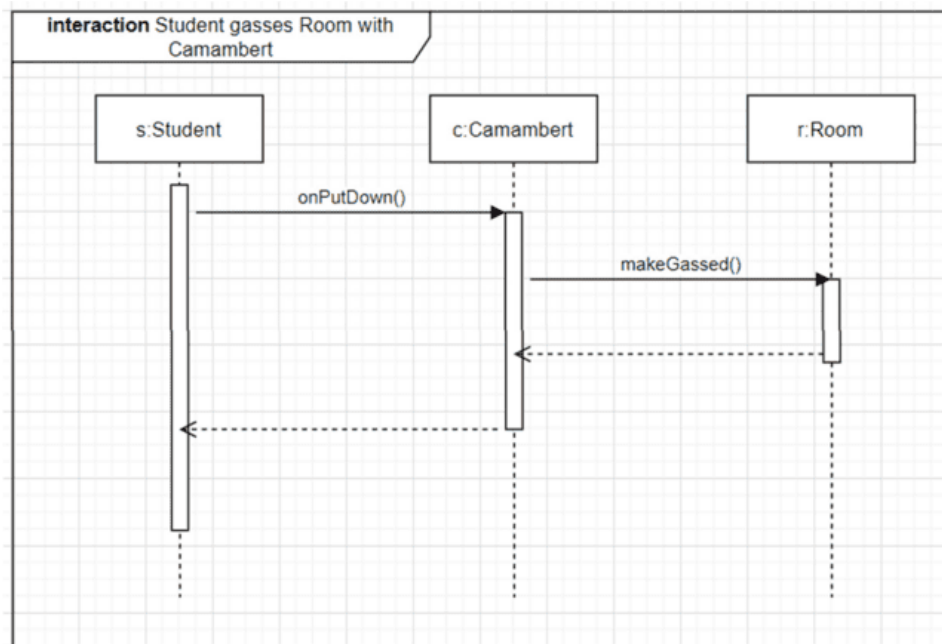 interaction Student gasses Room with
Camambert
s:Student
c:Camambert
r:Room
onPutDown()
makeGassed()